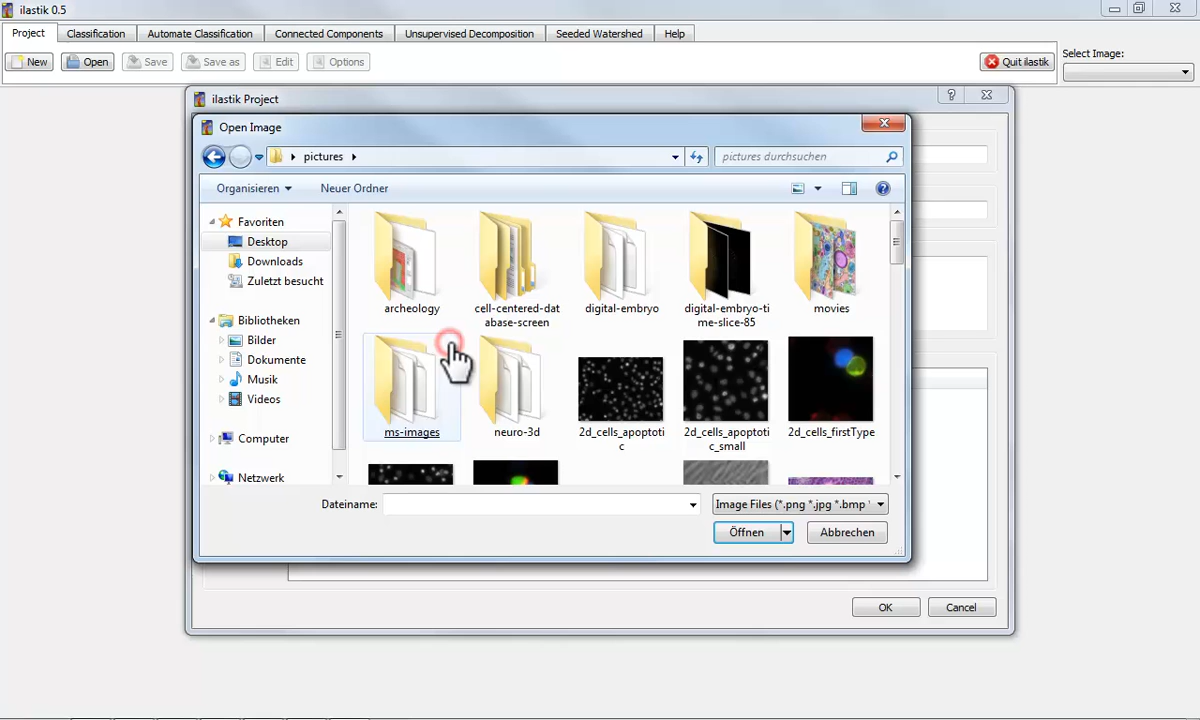 ilastik 0.5
Project
Classification
Automate Classification
Connected Components
Unsupervised Decomposition
Seeded Watershed
Help
New
Open
Save
Save as
Edit
Options
Quit ilastik
Select Image:
ilastik Project
Open Image
pictures
pictures durchsuchen
Organisieren
Neuer Ordner
Favoriten
Desktop
Downloads
Zuletzt besucht
Bibliotheken
Bilder
Dokumente
Musik
Videos
Computer
Netzwerk
archeology
cell-centered-dat
abase-screen
digital-embryo
digital-embryo-ti
me-slice-85
movies
ms-images
neuro-3d
2d_cells_apoptoti
c
2d_cells_apoptoti
c_small
2d_cells_firstType
Dateiname:
Image Files (*.png *.jpg *.bmp
Öffnen
Abbrechen
OK
Cancel